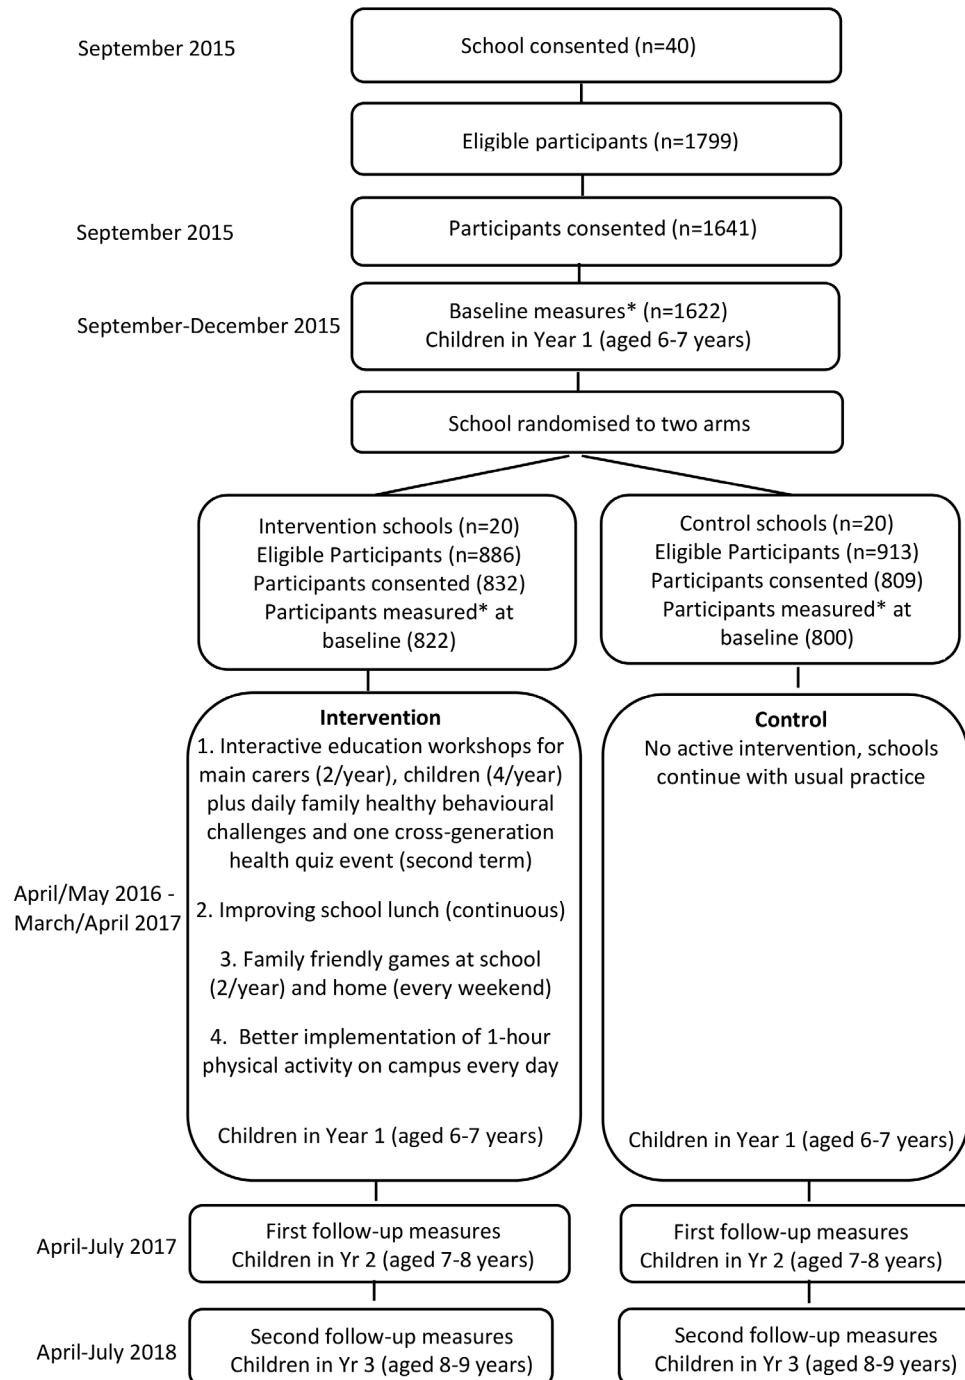 September 2015
School consented (n=40)
Eligible participants (n=1799)
September 2015
Participants consented (n=1641)
September-December 2015
Baseline measures* (n=1622)
Children in Year 1 (aged 6-7 years)
School randomised to two arms
Intervention schools (n=20)
Eligible Participants (n=886)
Participants consented (832)
Participants measured* at
baseline (822)
Control schools (n=20)
Eligible Participants (n=913)
Participants consented (809)
Participants measured* at
baseline (800)
April/May 2016 -
March/April 2017
Intervention
1. Interactive education workshops for
main carers (2/year), children (4/year)
plus daily family healthy behavioural
challenges and one cross-generation
health quiz event (second term)
2. Improving school lunch (continuous)
3. Family friendly games at school
(2/year) and home (every weekend)
4. Better implementation of 1-hour
physical activity on campus every day
Children in Year 1 (aged 6-7 years)
Control
No active intervention, schools
continue with usual practice
Children in Year 1 (aged 6-7 years)
April-July 2017
First follow-up measures
Children in Yr 2 (aged 7-8 years)
First follow-up measures
Children in Yr 2 (aged 7-8 years)
April-July 2018
Second follow-up measures
Children in Yr 3 (aged 8-9 years)
Second follow-up measures
Children in Yr 3 (aged 8-9 years)